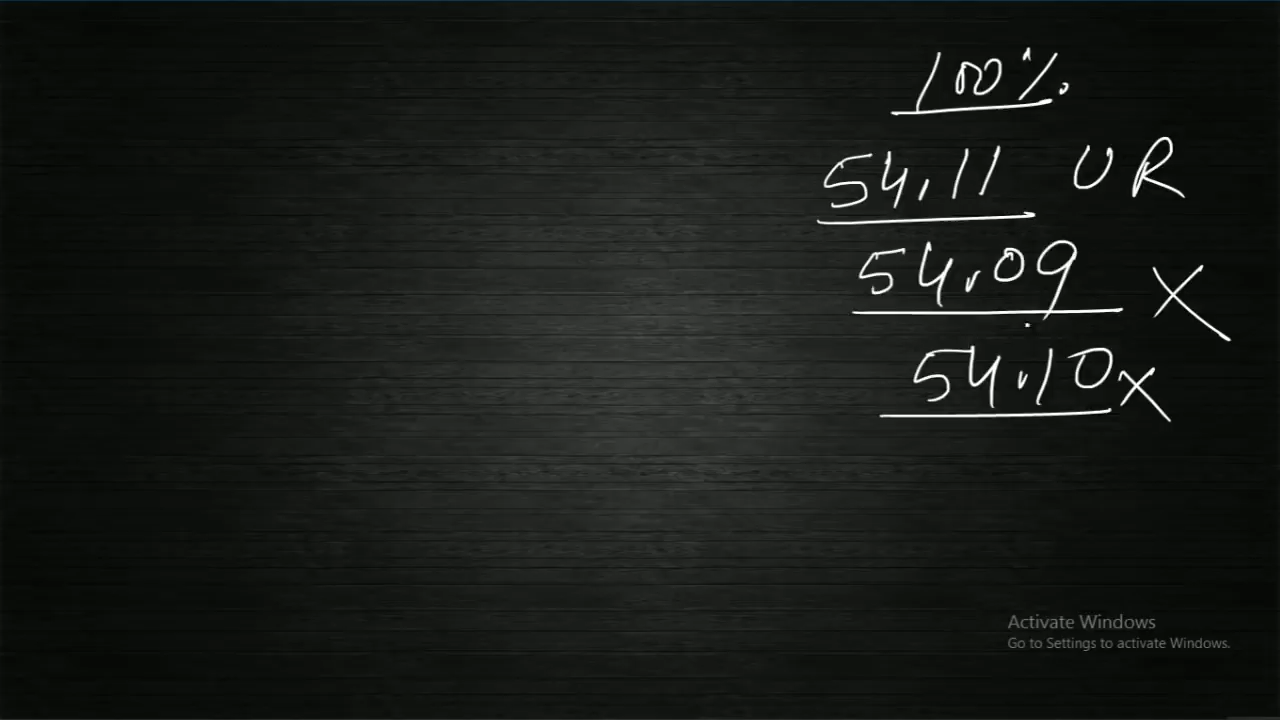 100%
54.11 UR
54.09 X
54.10 X
Activate Windows
Go to Settings to activate Windows.